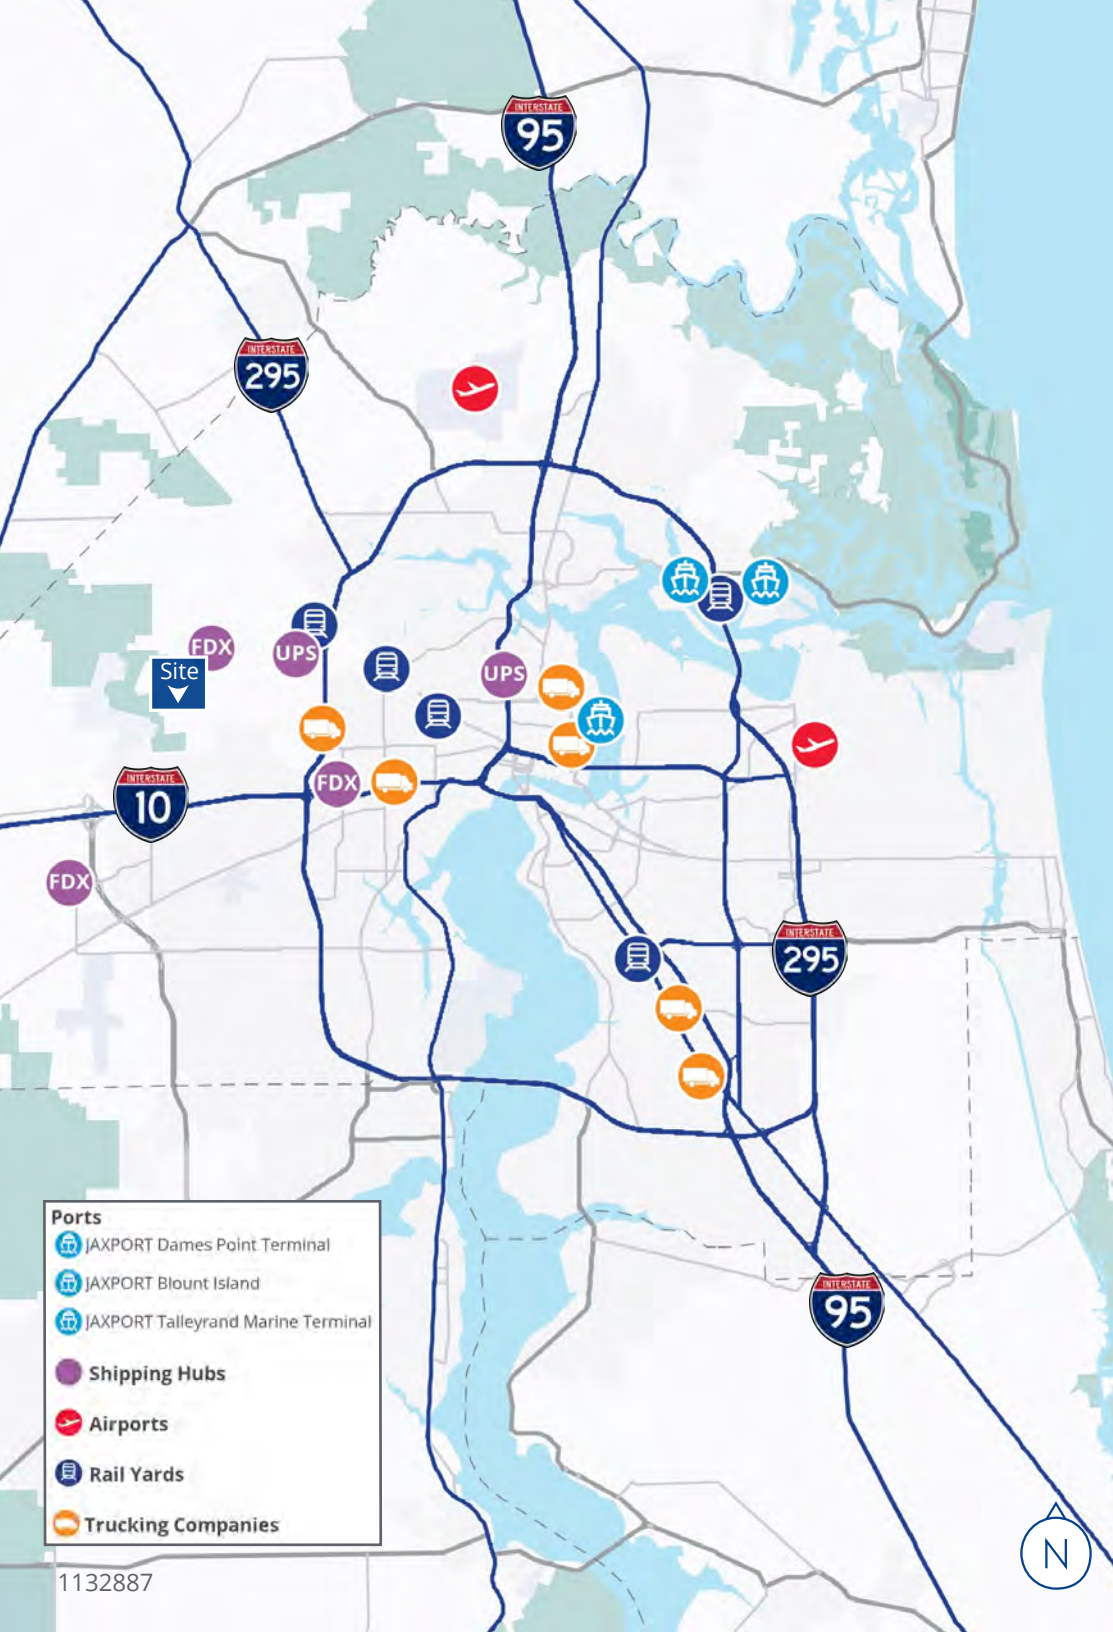 INTERSTATE
95
INTERSTATE
295
FDX
UPS
Site
UPS
FDX
INTERSTATE
10
FDX
INTERSTATE
295
INTERSTATE
95
Ports
JAXPORT Dames Point Terminal
JAXPORT Blount Island
JAXPORT Talleyrand Marine Terminal
Shipping Hubs
Airports
Rail Yards
Trucking Companies
N
1132887